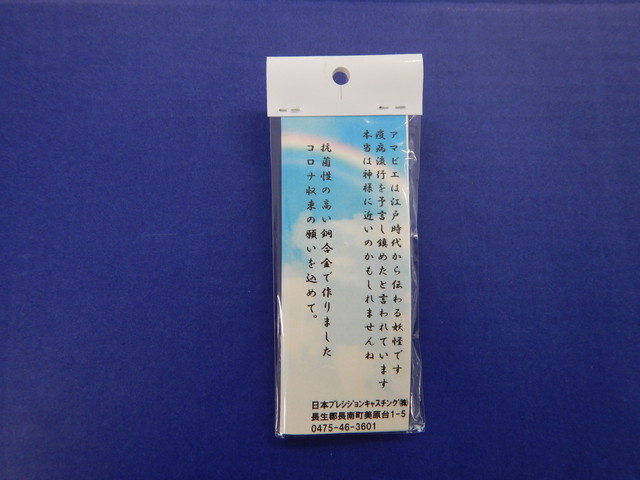 アマビエは江戸時代から伝わる妖怪です
疫病流行を予言し鎮めたと言われています
本当は神様に近いのかもしれませんね
抗菌性の高い銅合金で作りました
コロナ収束の願いを込めて。
日本プレシジョンキャスチング㈱
長生郡長南町美原台1-5
0475-46-3601